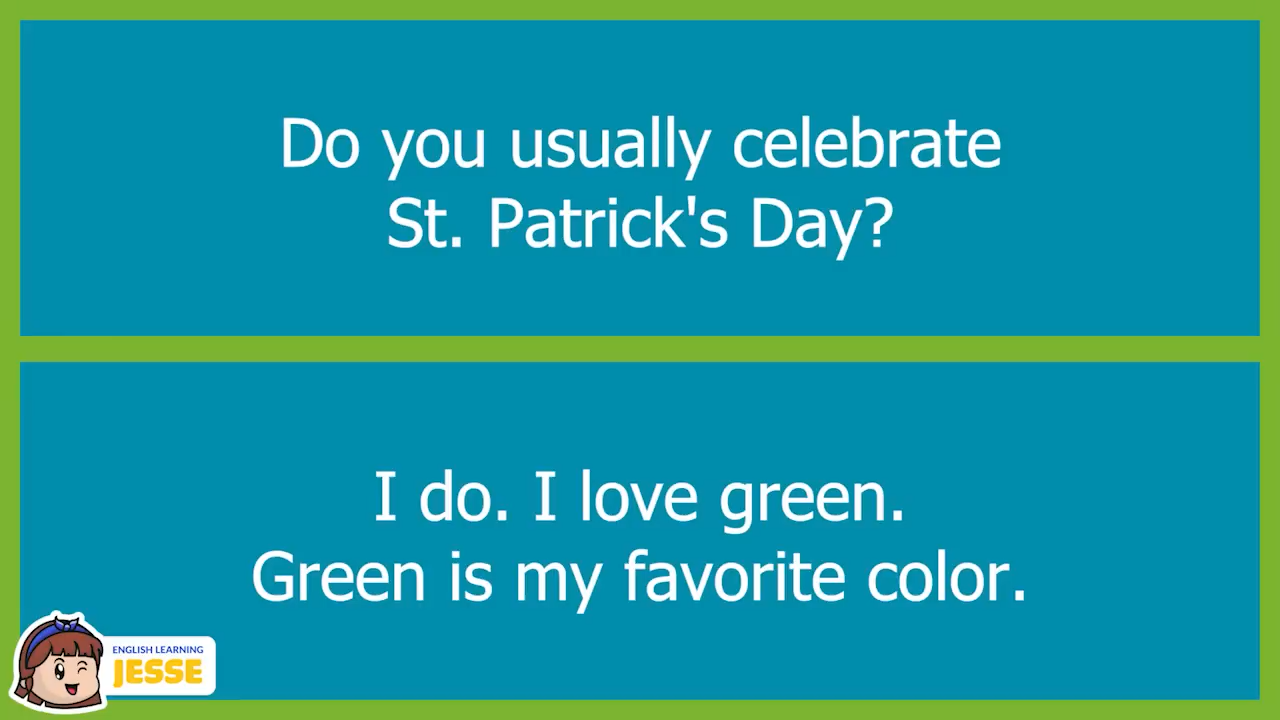 Do you usually celebrate
St. Patrick's Day?
I do. I love green.
Green is my favorite color.
ENGLISH LEARNING
JESSE